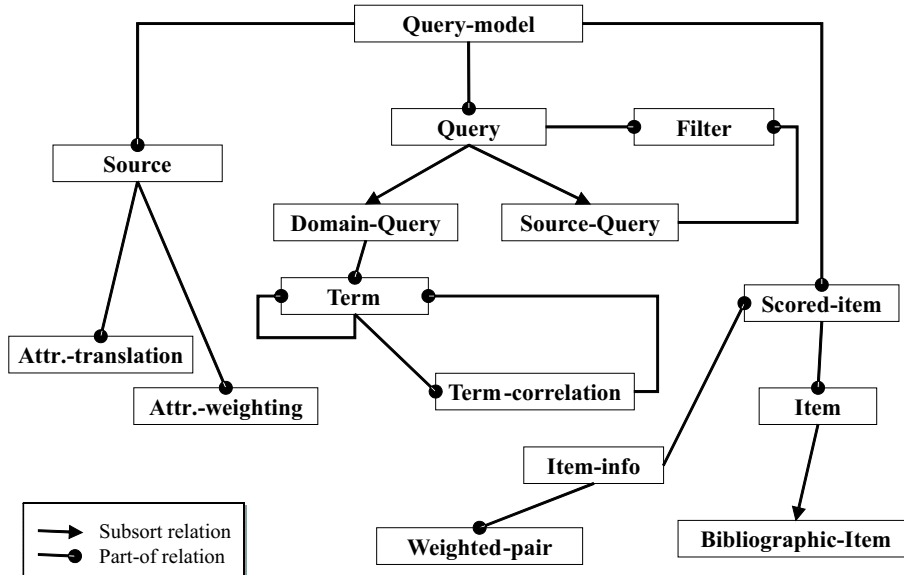 Query-model
Query
Filter
Source
Domain-Query
Source-Query
Term
Scored-item
Attr.-translation
Term-correlation
Attr.-weighting
Item
Item-info
Subsort relation
Part-of relation
Weighted-pair
Bibliographic-Item